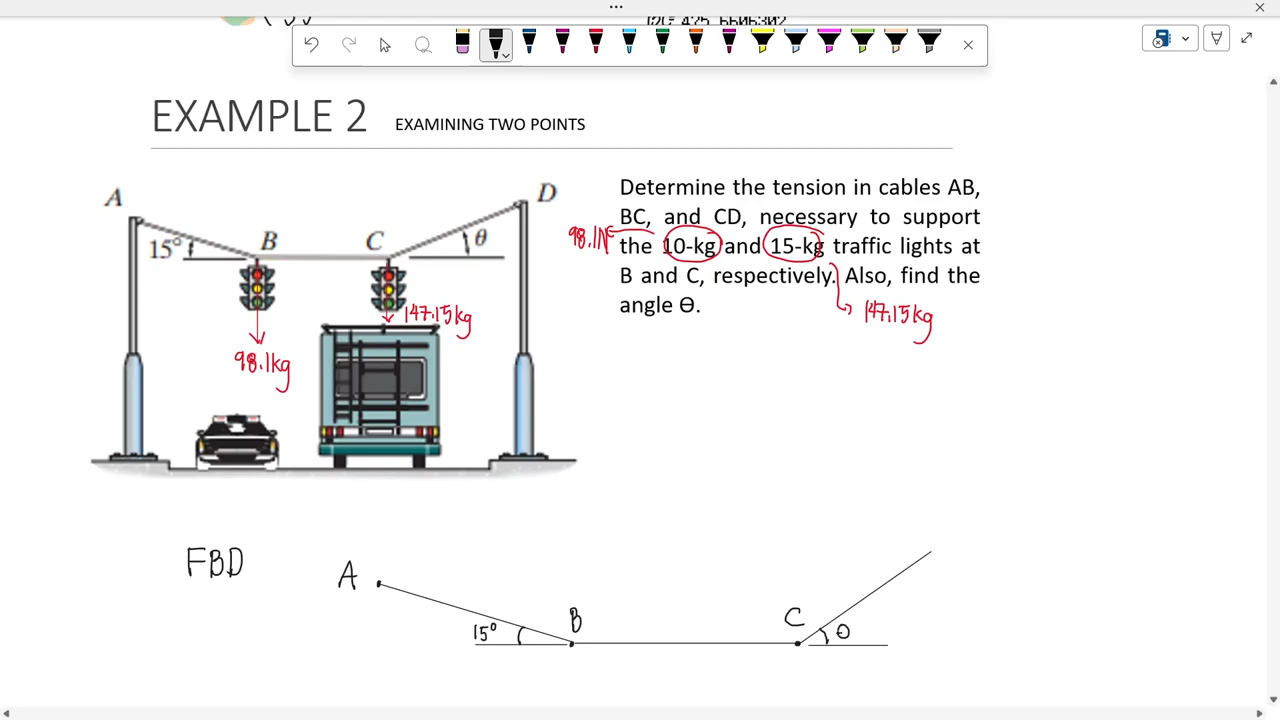 EXAMPLE 2 EXAMINING TWO POINTS
Determine the tension in cables AB,
BC, and CD, necessary to support
the 10-kg and 15-kg traffic lights at
B and C, respectively. Also, find the
angle Ɵ.
98.1N
147.15kg
A
D
15°
B
C
θ
147.15kg
98.1kg
FBD
A
B
C
15°
θ